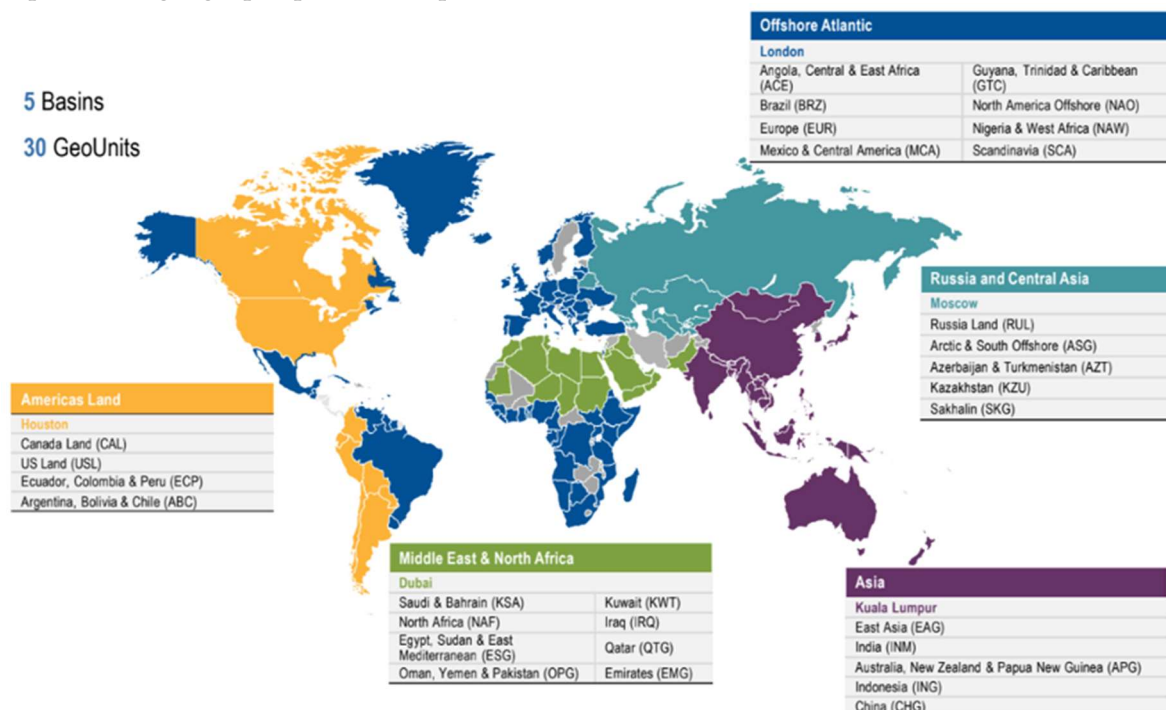 5 Basins
30 GeoUnits
Offshore Atlantic
London
Angola, Central & East Africa
(ACE)
Guyana, Trinidad & Caribbean
(GTC)
Brazil (BRZ)
North America Offshore (NAO)
Europe (EUR)
Nigeria & West Africa (NAW)
Mexico & Central America (MCA)
Scandinavia (SCA)
Russia and Central Asia
Moscow
Russia Land (RUL)
Arctic & South Offshore (ASG)
Azerbaijan & Turkmenistan (AZT)
Kazakhstan (KZU)
Sakhalin (SKG)
Americas Land
Houston
Canada Land (CAL)
US Land (USL)
Ecuador, Colombia & Peru (ECP)
Argentina, Bolivia & Chile (ABC)
Middle East & North Africa
Dubai
Saudi & Bahrain (KSA)
Kuwait (KWT)
North Africa (NAF)
Iraq (IRQ)
Egypt, Sudan & East
Mediterranean (ESG)
Qatar (QTG)
Oman, Yemen & Pakistan (OPG)
Emirates (EMG)
Asia
Kuala Lumpur
East Asia (EAG)
India (INM)
Australia, New Zealand & Papua New Guinea (APG)
Indonesia (ING)
China (CHG)